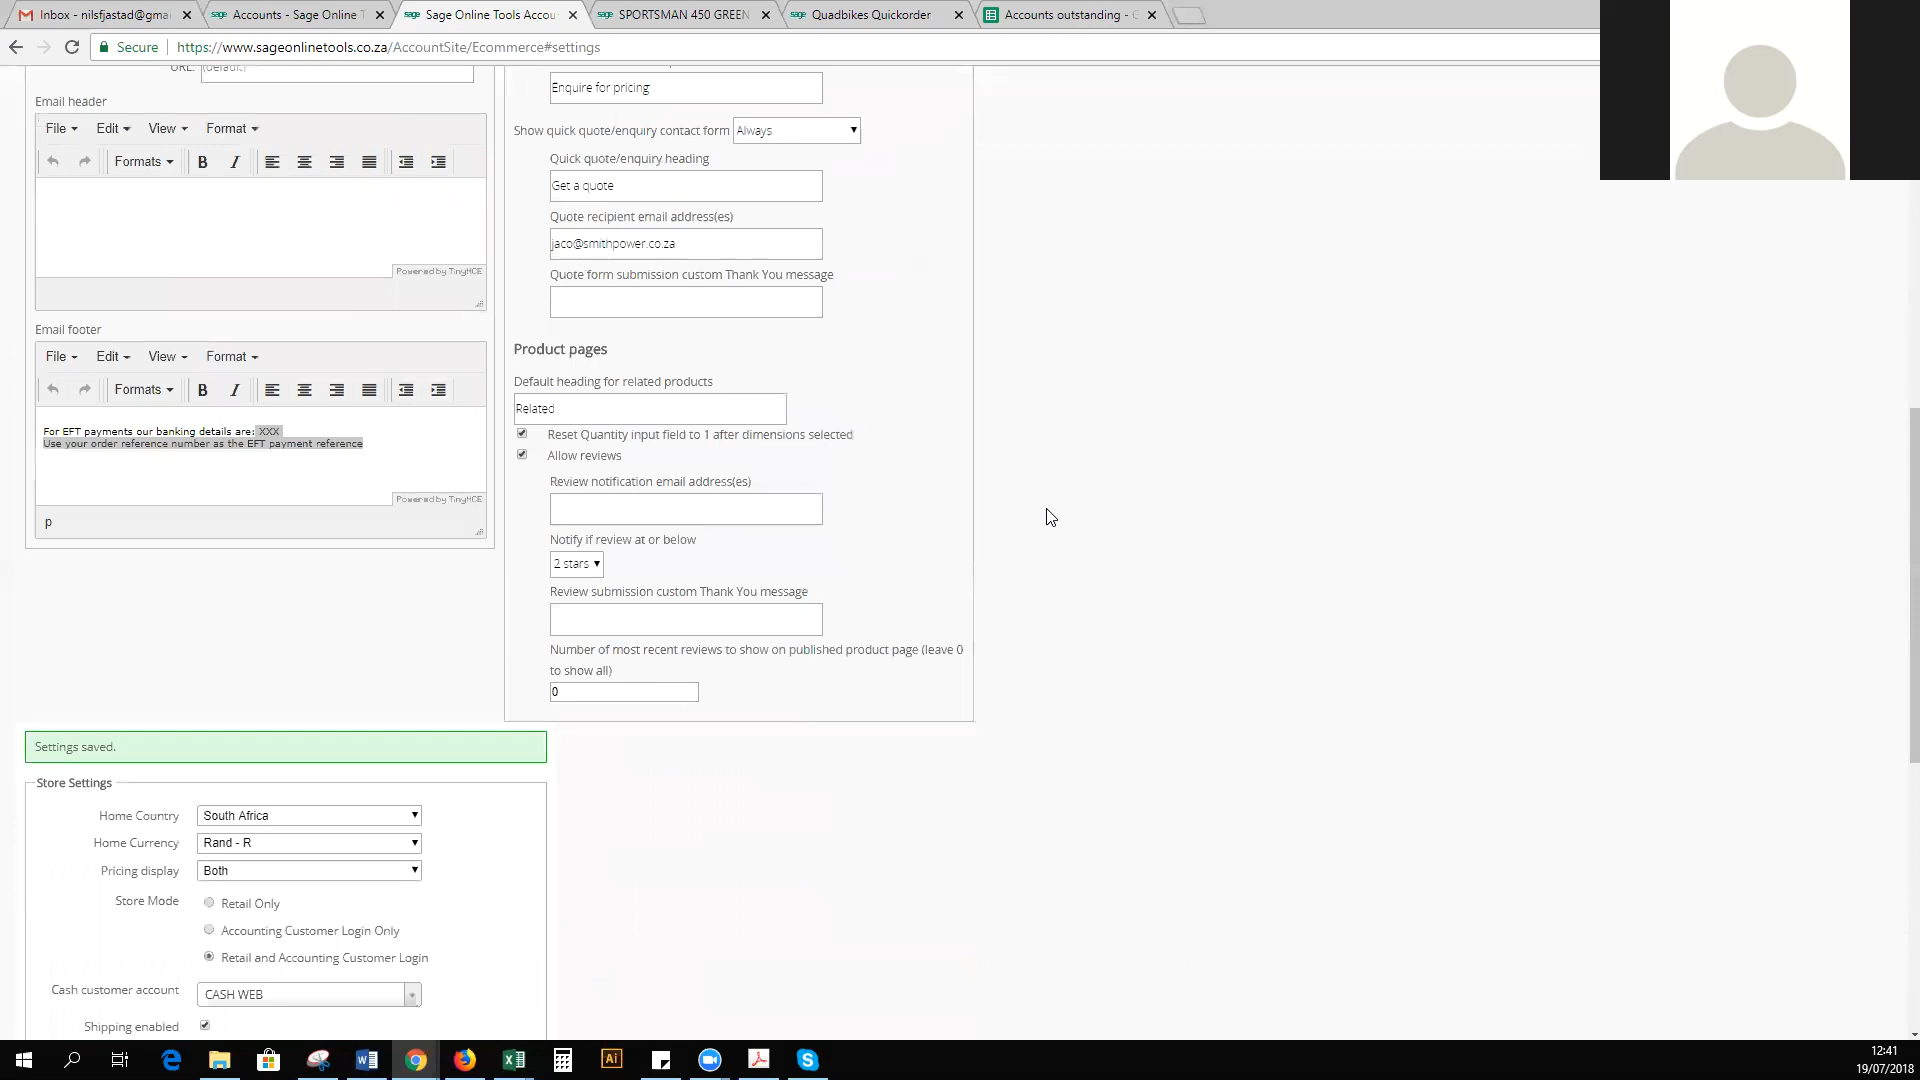 Inbox - nilsfjastad@gmai
Accounts - Sage Online T
Sage Online Tools Accou
SPORTSMAN 450 GREEN
Quadbikes Quickorder
Accounts outstanding - G
Secure
https://www.sageonlinetools.co.za/AccountSite/Ecommerce#settings
URL: (default)
Email header
File Edit View Format
Formats B I
Powered by TinyMCE
Email footer
File Edit View Format
Formats B I
For EFT payments our banking details are: XXX
Use your order reference number as the EFT payment reference
Powered by TinyMCE
p
Enquire for pricing
Show quick quote/enquiry contact form Always
Quick quote/enquiry heading
Get a quote
Quote recipient email address(es)
jaco@smithpower.co.za
Quote form submission custom Thank You message
Product pages
Default heading for related products
Related
Reset Quantity input field to 1 after dimensions selected
Allow reviews
Review notification email address(es)
Notify if review at or below
2 stars
Review submission custom Thank You message
Number of most recent reviews to show on published product page (leave 0
to show all)
0
Settings saved.
Store Settings
Home Country South Africa
Home Currency Rand - R
Pricing display Both
Store Mode Retail Only
Accounting Customer Login Only
Retail and Accounting Customer Login
Cash customer account CASH WEB
Shipping enabled
Ai
12:41
19/07/2018